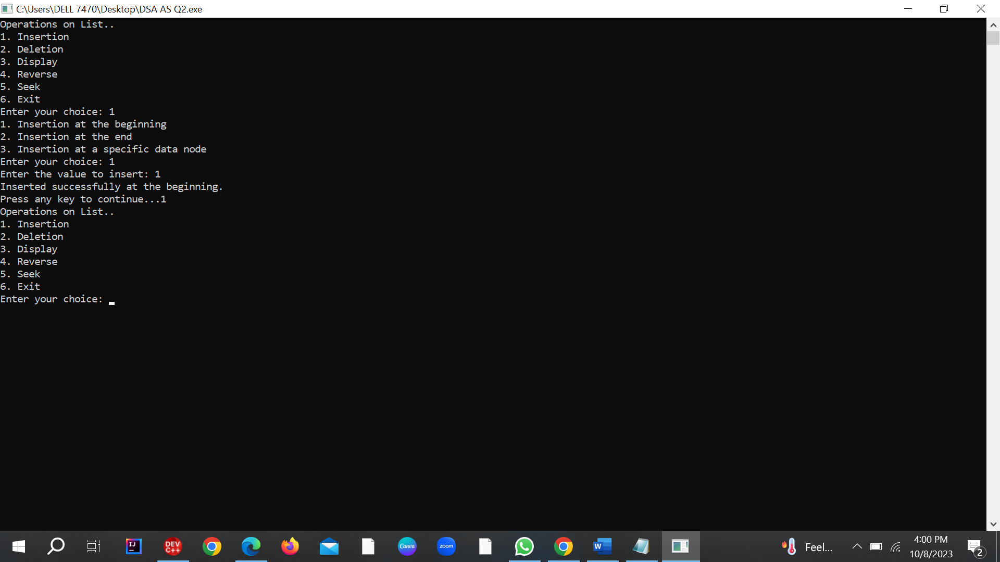 C:\Users\DELL 7470\Desktop\DSA AS Q2.exe
Operations on List..
1. Insertion
2. Deletion
3. Display
4. Reverse
5. Seek
6. Exit
Enter your choice: 1
1. Insertion at the beginning
2. Insertion at the end
3. Insertion at a specific data node
Enter your choice: 1
Enter the value to insert: 1
Inserted successfully at the beginning.
Press any key to continue...1
Operations on List..
1. Insertion
2. Deletion
3. Display
4. Reverse
5. Seek
6. Exit
Enter your choice:
IJ
DEV C++
Canva
zoom
W
Feel...
4:00 PM
10/8/2023
2